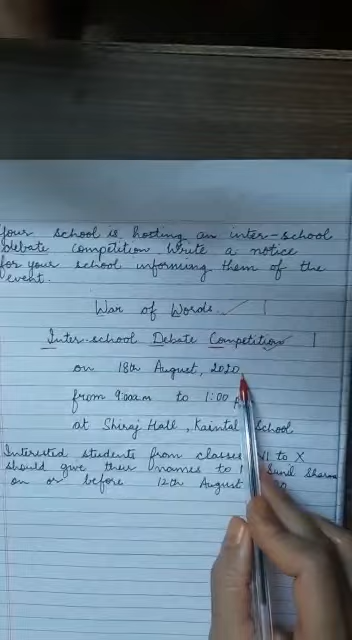 Your school is hosting an inter-school
debate competition Write a notice
for your school informing them of the
event.
War of Words
Inter-school Debate Competition
on 18th August, 2020
from 9:00am to 1:00
at Shiraj Hall, Kaintal School
Interested students from classes VI to X
should give their names to Sunil Sharma
on or before 12th August